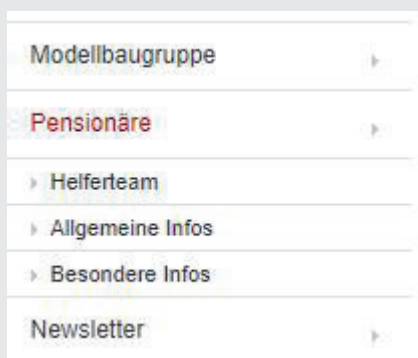 Modellbaugruppe
Pensionäre
Helferteam
Allgemeine Infos
Besondere Infos
Newsletter